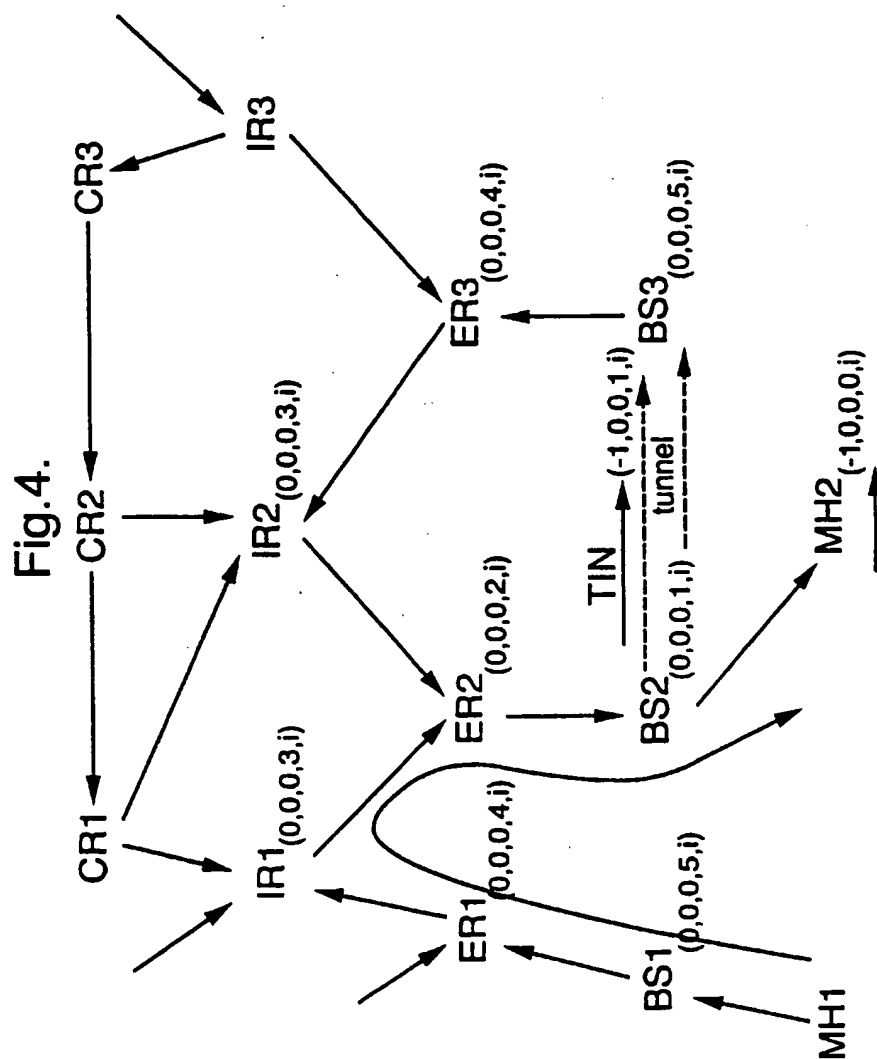 Fig.4.
CR1
CR2
CR3
IR1(0,0,0,3,i)
IR2(0,0,0,3,i)
IR3
ER1(0,0,0,4,i)
ER2(0,0,0,2,i)
ER3(0,0,0,4,i)
TIN
(-1,0,0,1,i)
tunnel
BS1(0,0,0,5,i)
BS2(0,0,0,1,i)
BS3(0,0,0,5,i)
MH1
MH2(-1,0,0,0,i)